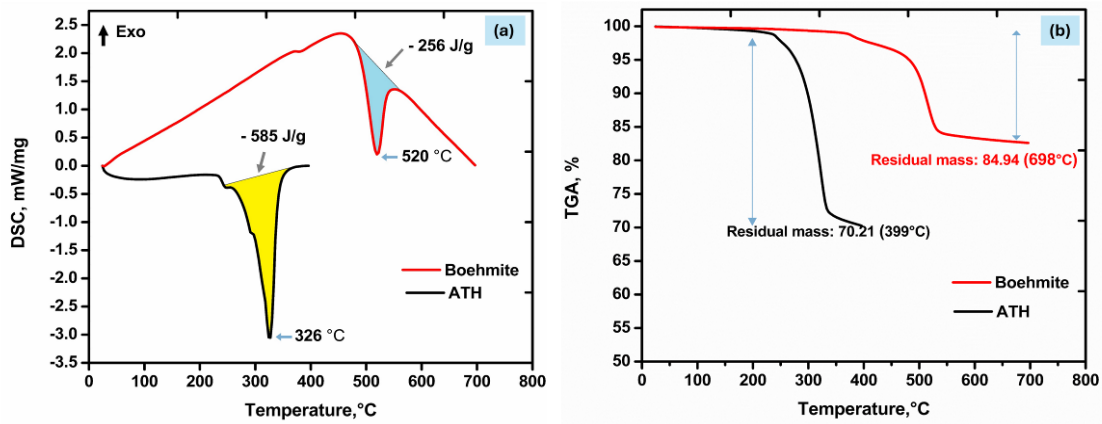 (a)
Exo
2.5
2.0
1.5
1.0
0.5
0.0
-0.5
-1.0
-1.5
-2.0
-2.5
-3.0
-3.5
DSC, mW/mg
- 256 J/g
- 585 J/g
520 °C
326 °C
Boehmite
ATH
0 100 200 300 400 500 600 700 800
Temperature,°C
(b)
100
95
90
85
80
75
70
65
60
55
50
TGA, %
Residual mass: 84.94 (698°C)
Residual mass: 70.21 (399°C)
Boehmite
ATH
0 100 200 300 400 500 600 700 800
Temperature,°C